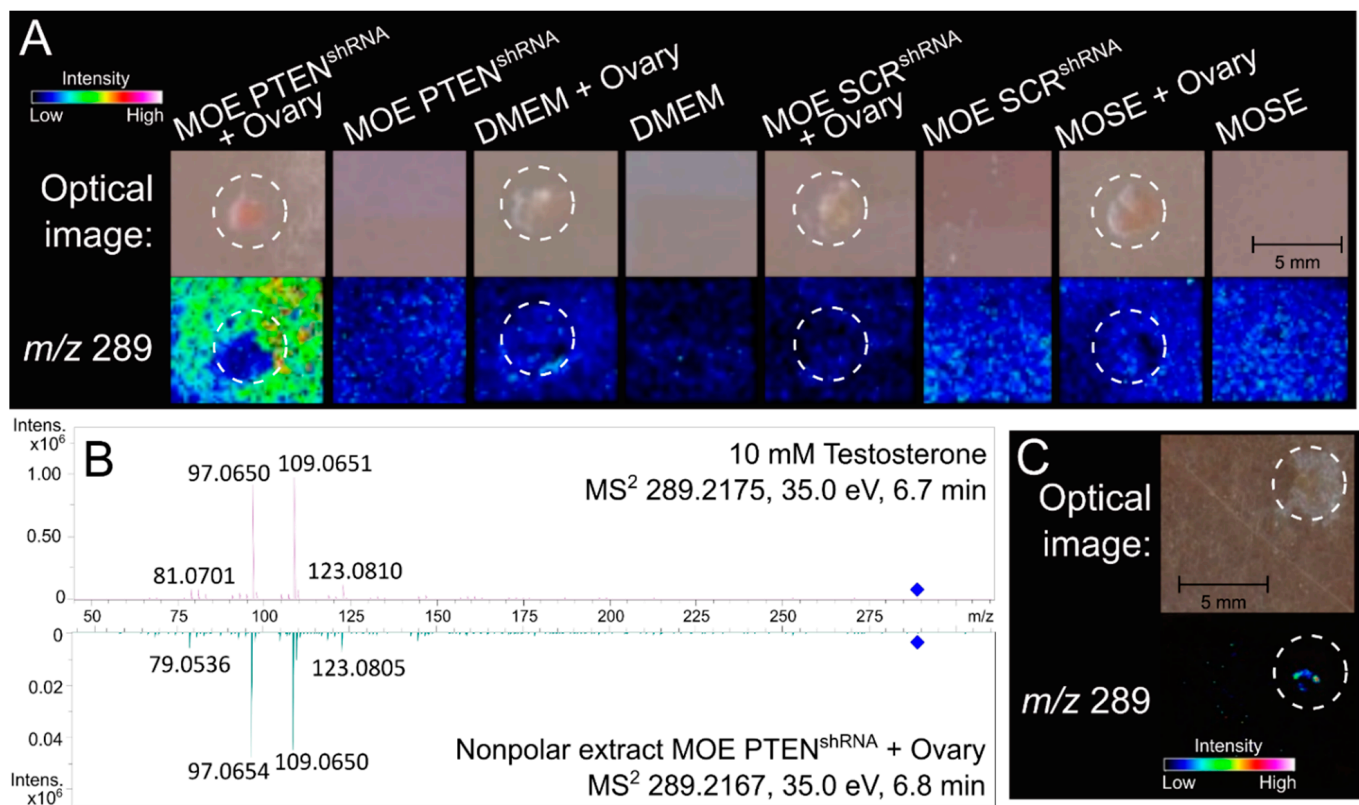 A
Intensity
Low High
MOE PTENshRNA
+ Ovary
MOE PTENshRNA
DMEM + Ovary
DMEM
MOE SCRshRNA
+ Ovary
MOE SCRshRNA
MOSE + Ovary
MOSE
Optical
image:
5 mm
m/z 289
B
Intens.
x10⁶
1.00
0.50
0
97.0650
109.0651
81.0701
123.0810
10 mM Testosterone
MS² 289.2175, 35.0 eV, 6.7 min
50 75 100 125 150 175 200 225 250 275 m/z
0
0.02
0.04
Intens.
x10⁶
79.0536
123.0805
97.0654
109.0650
Nonpolar extract MOE PTENshRNA + Ovary
MS² 289.2167, 35.0 eV, 6.8 min
C
Optical
image:
5 mm
m/z 289
Intensity
Low High